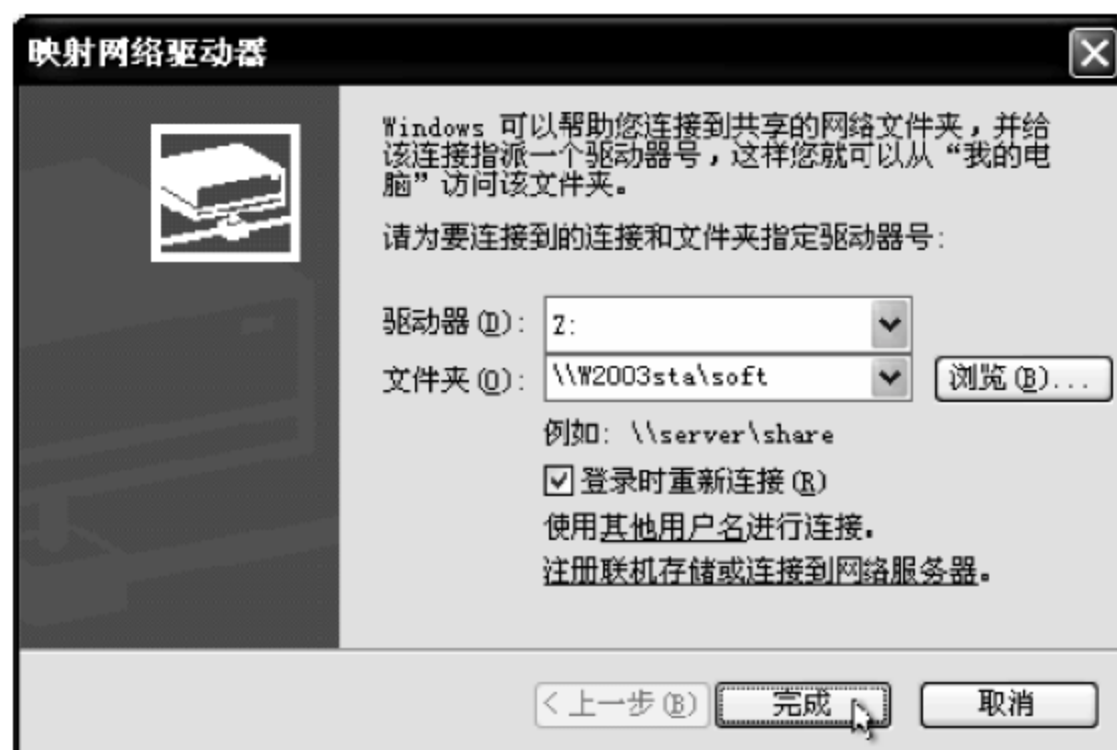 映射网络驱动器
Windows 可以帮助您连接到共享的网络文件夹，并给
该连接指派一个驱动器号，这样您就可以从“我的电
脑”访问该文件夹。
请为要连接到的连接和文件夹指定驱动器号：
驱动器(D)： Z:
文件夹(O)： \\W2003sta\soft 浏览(B)...
例如：\\server\share
登录时重新连接(R)
使用其他用户名进行连接。
注册联机存储或连接到网络服务器。
< 上一步(B) 完成 取消